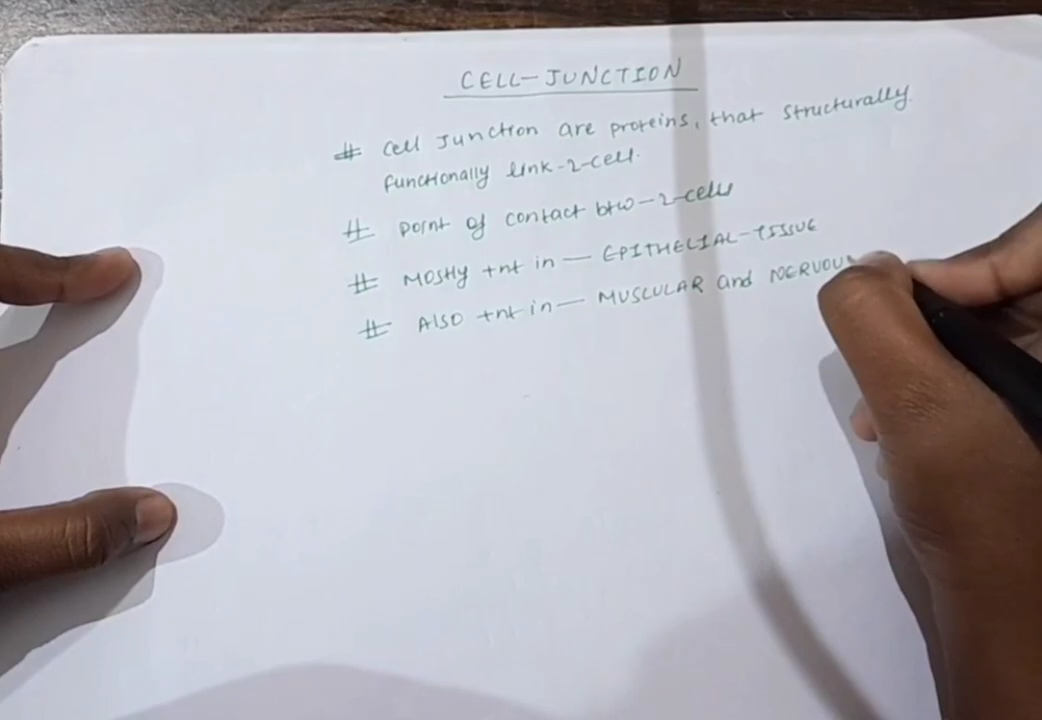 CELL-JUNCTION
# cell Junction are proteins, that structurally.
functionally link-2-cell.
# point of contact btw-2-cells
# Mostly +nt in — EPITHELIAL-TISSUE
# Also +nt in — MUSCULAR and NERVOUS